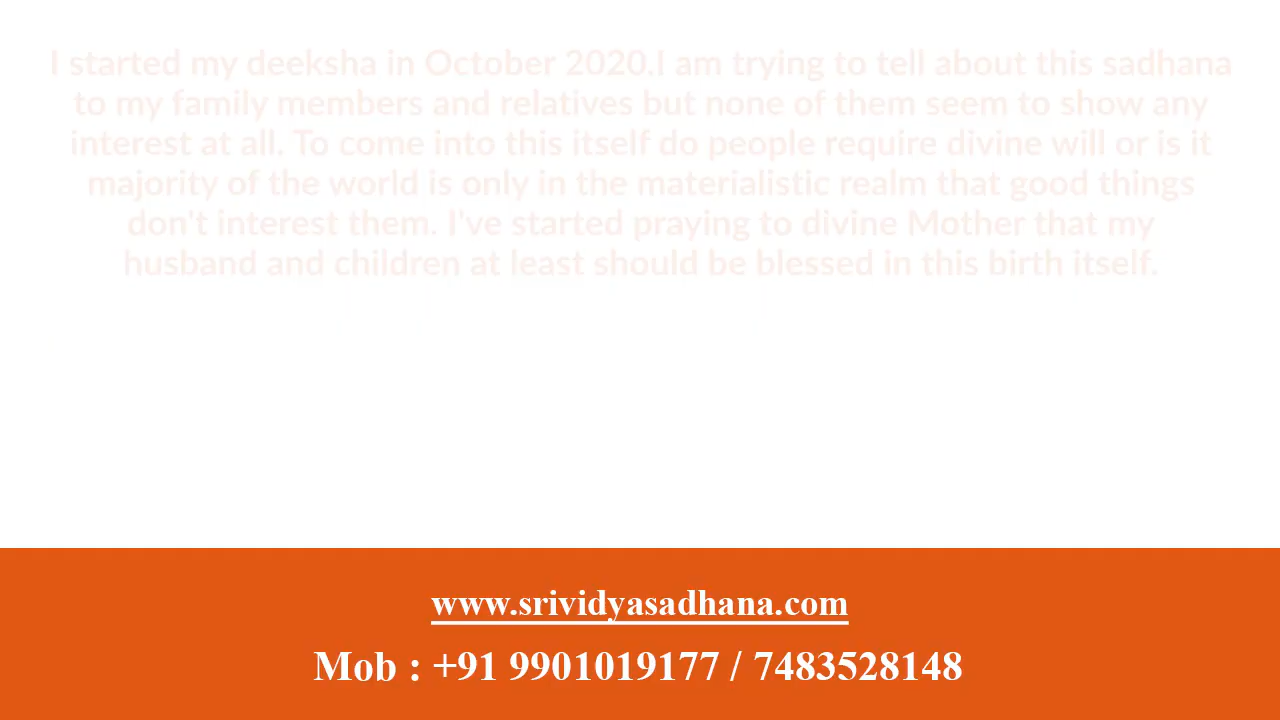 I started my deeksha in October 2020.I am trying to tell about this sadhana
to my family members and relatives but none of them seem to show any
interest at all. To come into this itself do people require divine will or is it
majority of the world is only in the materialistic realm that good things
don't interest them. I've started praying to divine Mother that my
husband and children at least should be blessed in this birth itself.
www.srividyasadhana.com
Mob : +91 9901019177 / 7483528148